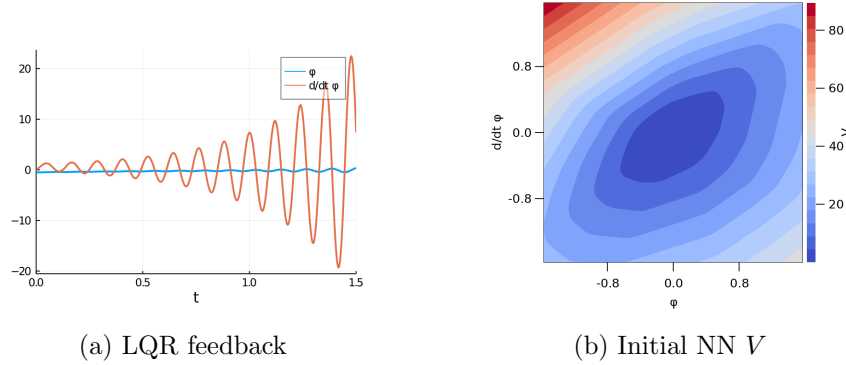 20
10
0
-10
-20
0.0 0.5 1.0 1.5
t
φ
d/dt φ
(a) LQR feedback
0.8
0.0
-0.8
d/dt φ
-0.8 0.0 0.8
φ
80
60
40
20
V
(b) Initial NN V